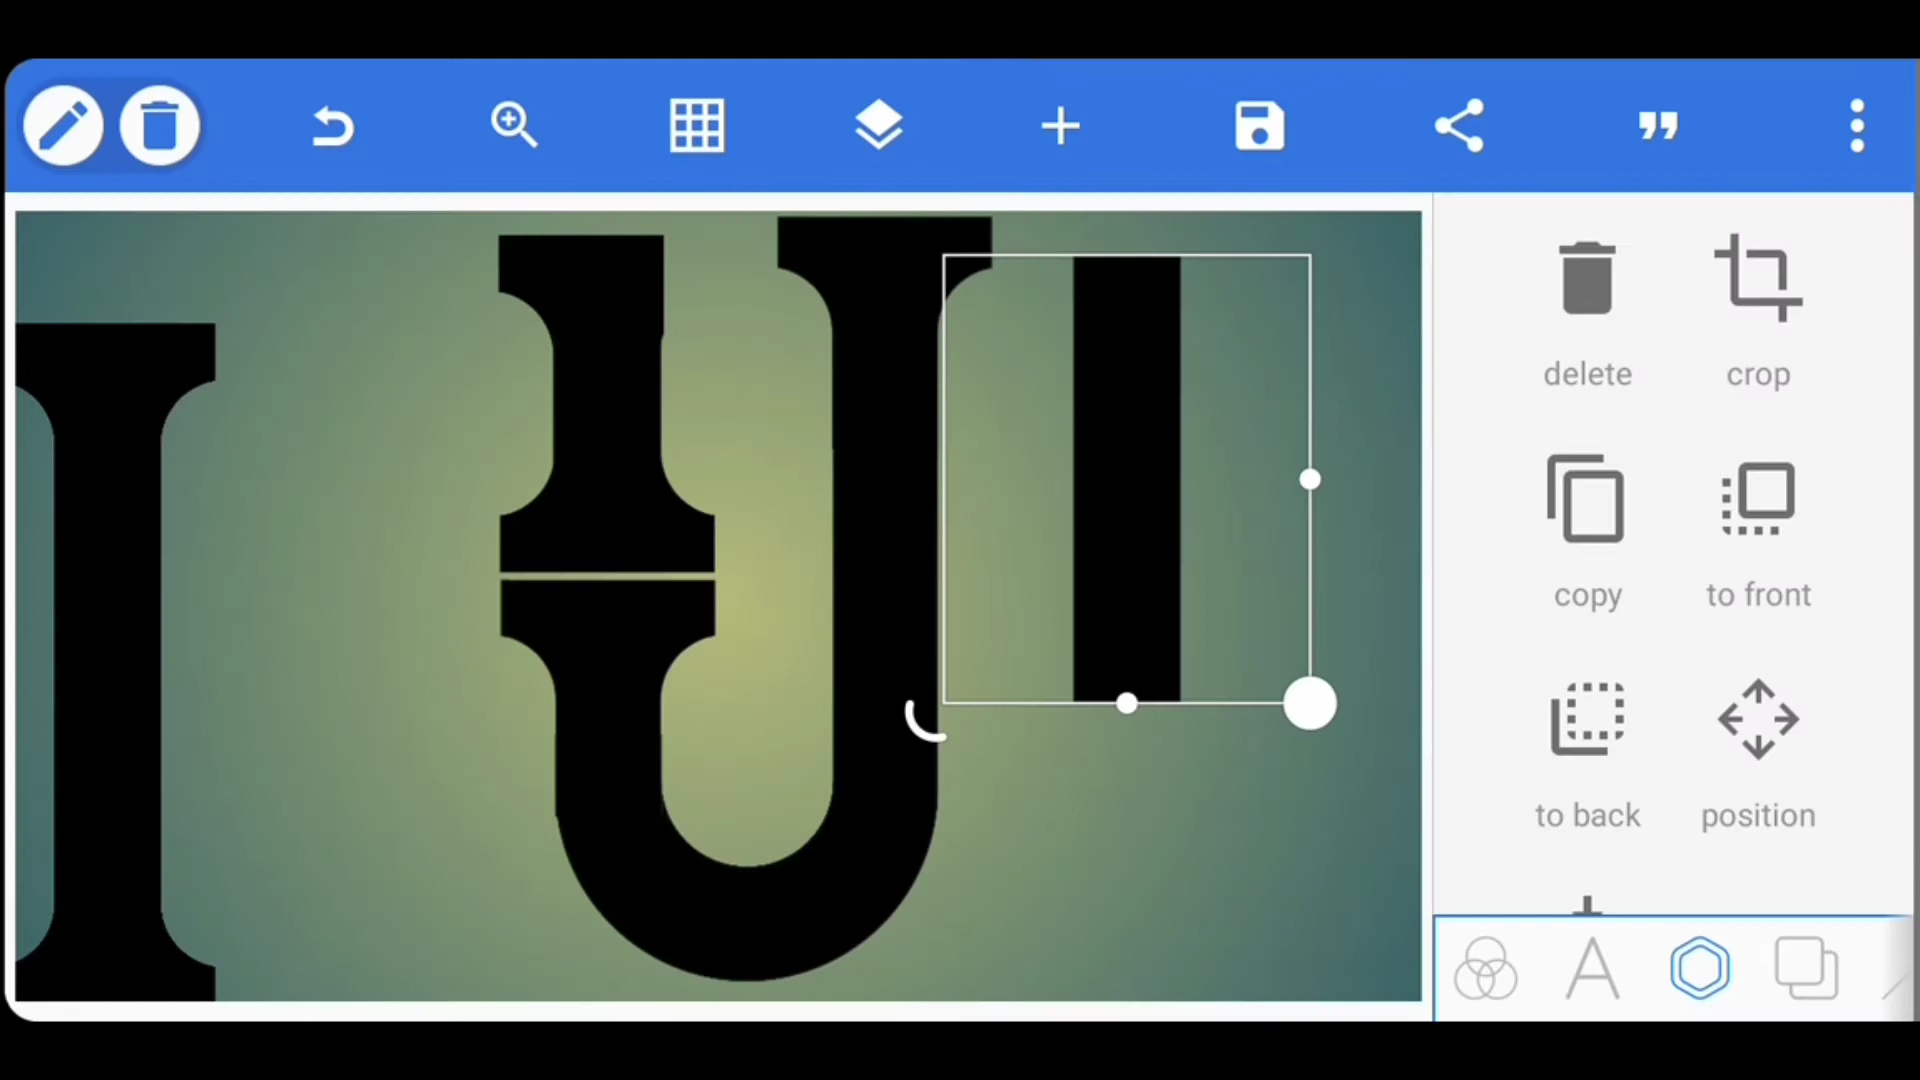 delete
crop
copy
to front
to back
position